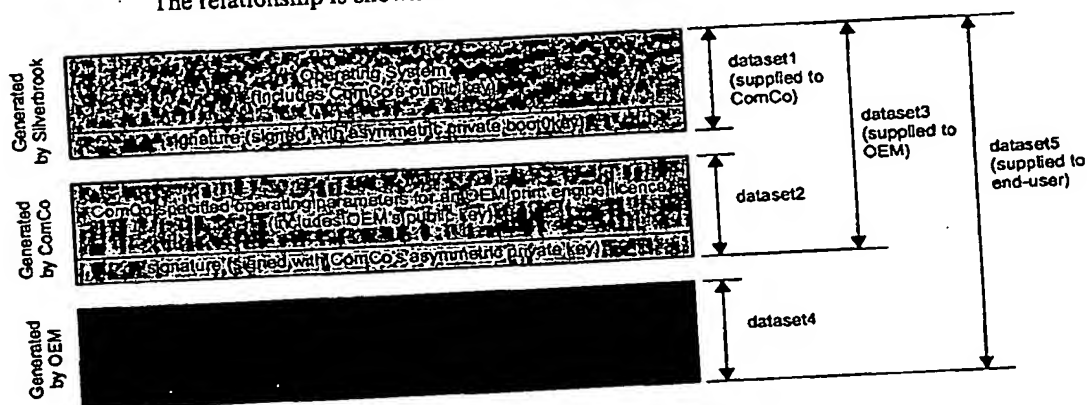 The relationship is shown
Generated
by Silverbrook
Operating System
(includes ComCo's public key)
signature (signed with asymmetric private boot0key)
dataset1
(supplied to
ComCo)
dataset3
(supplied to
OEM)
dataset5
(supplied to
end-user)
Generated
by ComCo
ComCo specified operating parameters for an OEM print engine licence
(includes OEM's public key)
signature (signed with ComCo's asymmetric private key)
dataset2
Generated
by OEM
dataset4